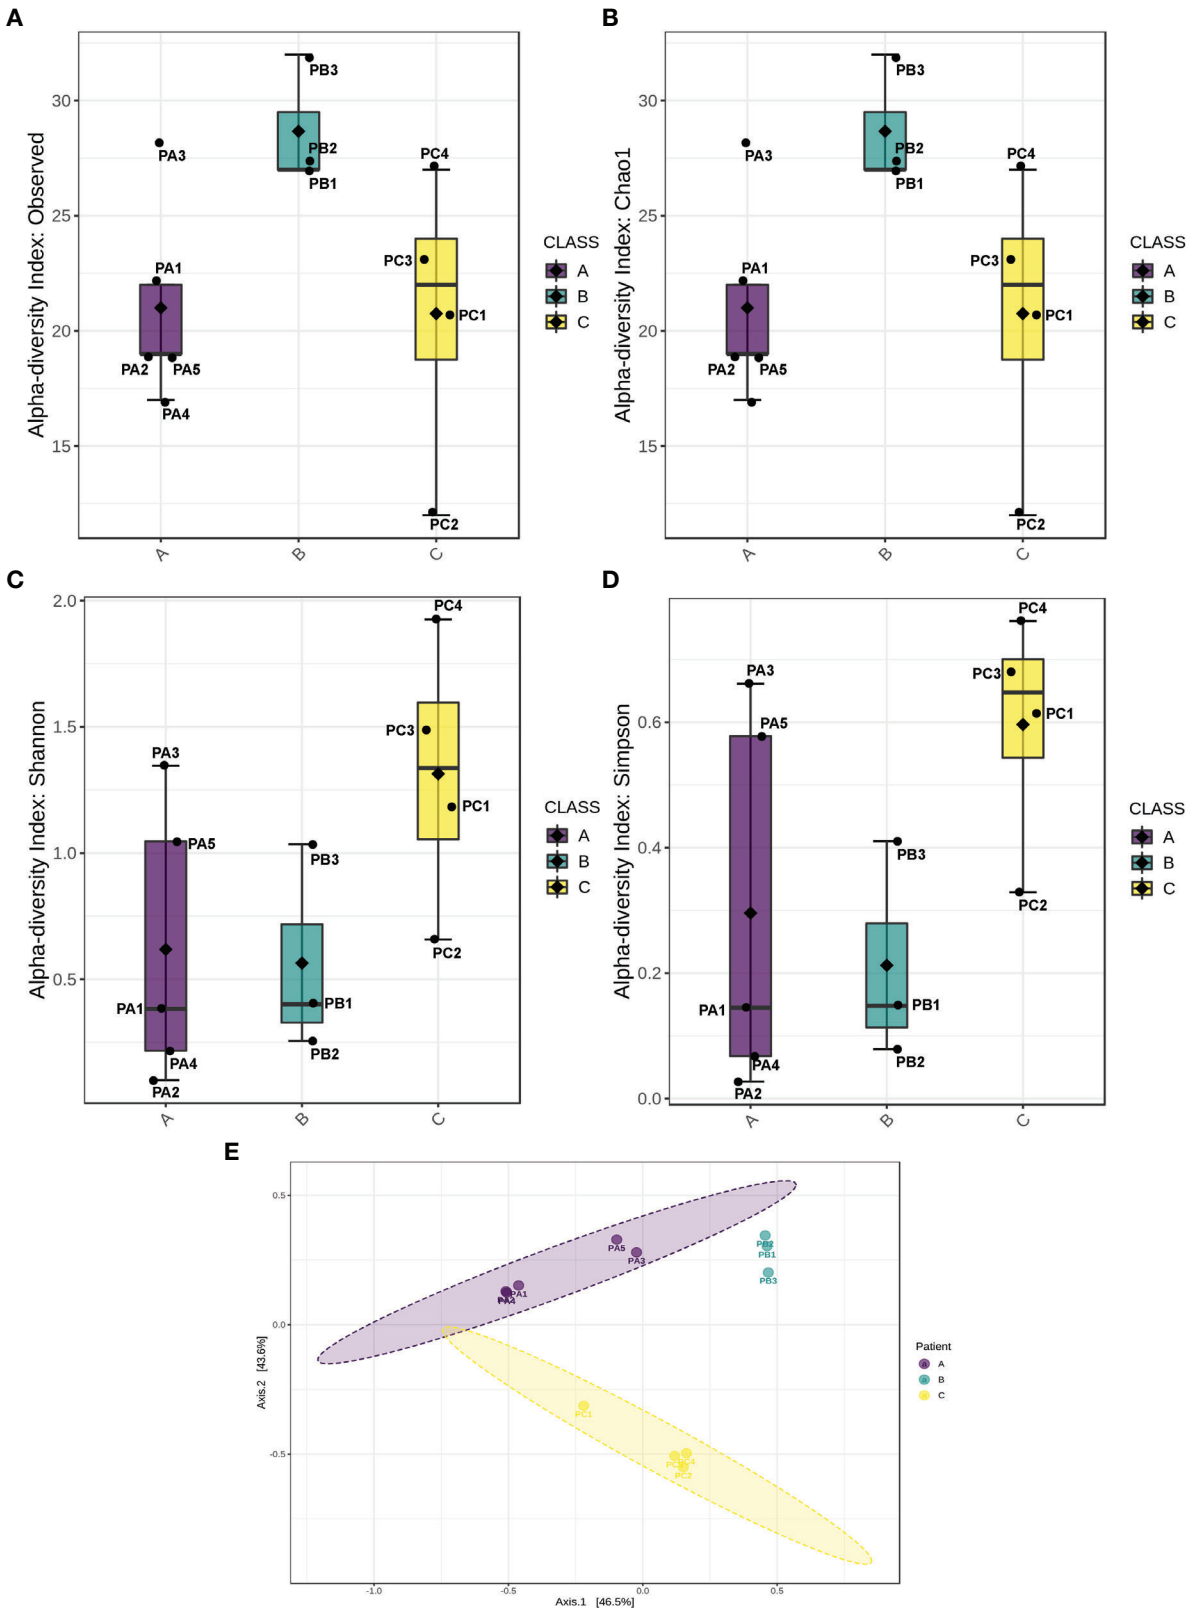 A
B
Alpha-diversity Index: Observed
30
25
20
15
PA3
PA1
PA2
PA5
PA4
PB3
PB2
PB1
PC4
PC3
PC1
PC2
A
B
C
CLASS
A
B
C
Alpha-diversity Index: Chao1
30
25
20
15
PA3
PA1
PA2
PA5
PB3
PB2
PB1
PC4
PC3
PC1
PC2
A
B
C
CLASS
A
B
C
C
D
Alpha-diversity Index: Shannon
2.0
1.5
1.0
0.5
PA3
PA5
PA1
PA4
PA2
PB3
PB1
PB2
PC4
PC3
PC1
PC2
A
B
C
CLASS
A
B
C
Alpha-diversity Index: Simpson
0.6
0.4
0.2
0.0
PA3
PA5
PA1
PA4
PA2
PB3
PB1
PB2
PC4
PC3
PC1
PC2
A
B
C
CLASS
A
B
C
E
Axis.2 [43.6%]
0.5
0.0
-0.5
PA5
PA3
PA1
PA4
PB2
PB1
PB3
PC1
PC4
PC2
-1.0
-0.5
0.0
0.5
Axis.1 [46.5%]
Patient
a A
a B
a C